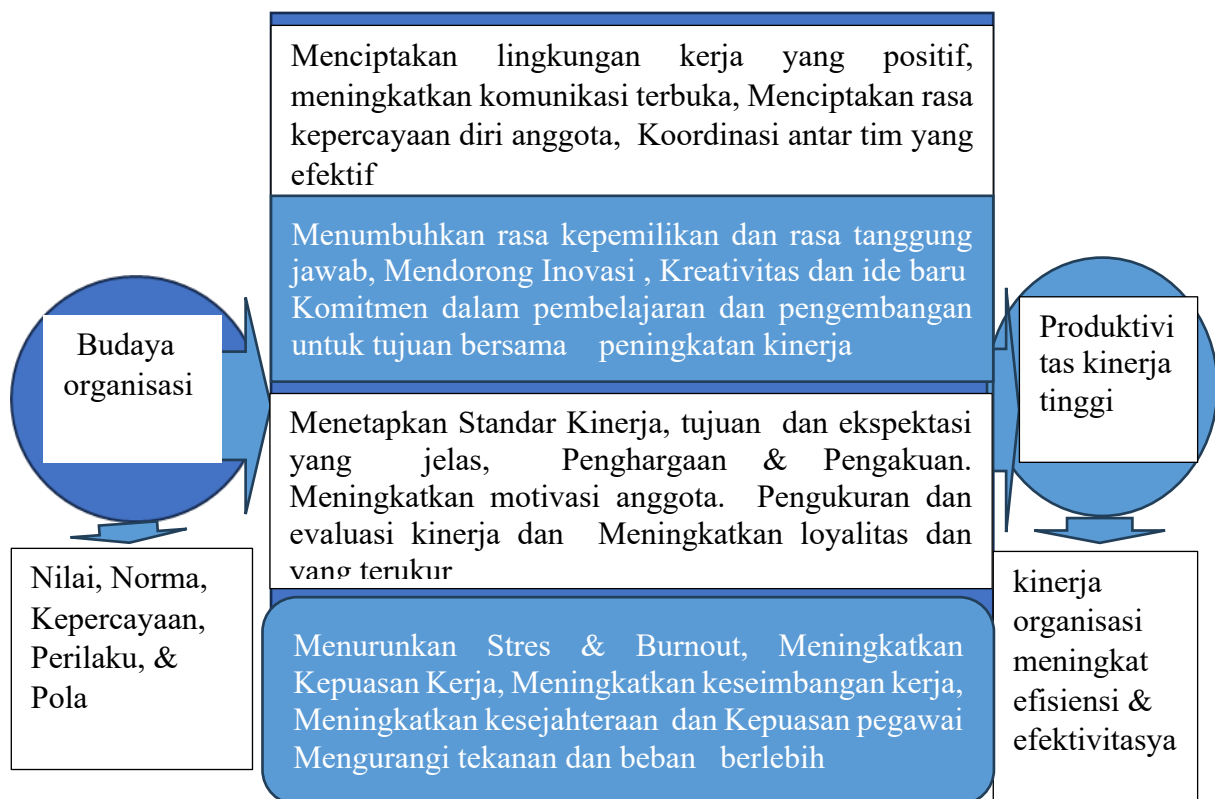 Menciptakan lingkungan kerja yang positif,
meningkatkan komunikasi terbuka, Menciptakan rasa
kepercayaan diri anggota, Koordinasi antar tim yang
efektif
Menumbuhkan rasa kepemilikan dan rasa tanggung
jawab, Mendorong Inovasi , Kreativitas dan ide baru
Komitmen dalam pembelajaran dan pengembangan
untuk tujuan bersama peningkatan kinerja
Budaya
organisasi
Produktivi
tas kinerja
tinggi
Menetapkan Standar Kinerja, tujuan dan ekspektasi
yang jelas, Penghargaan & Pengakuan.
Meningkatkan motivasi anggota. Pengukuran dan
evaluasi kinerja dan Meningkatkan loyalitas dan
yang terukur
Nilai, Norma,
Kepercayaan,
Perilaku, &
Pola
Menurunkan Stres & Burnout, Meningkatkan
Kepuasan Kerja, Meningkatkan keseimbangan kerja,
Meningkatkan kesejahteraan dan Kepuasan pegawai
Mengurangi tekanan dan beban berlebih
kinerja
organisasi
meningkat
efisiensi &
efektivitasya